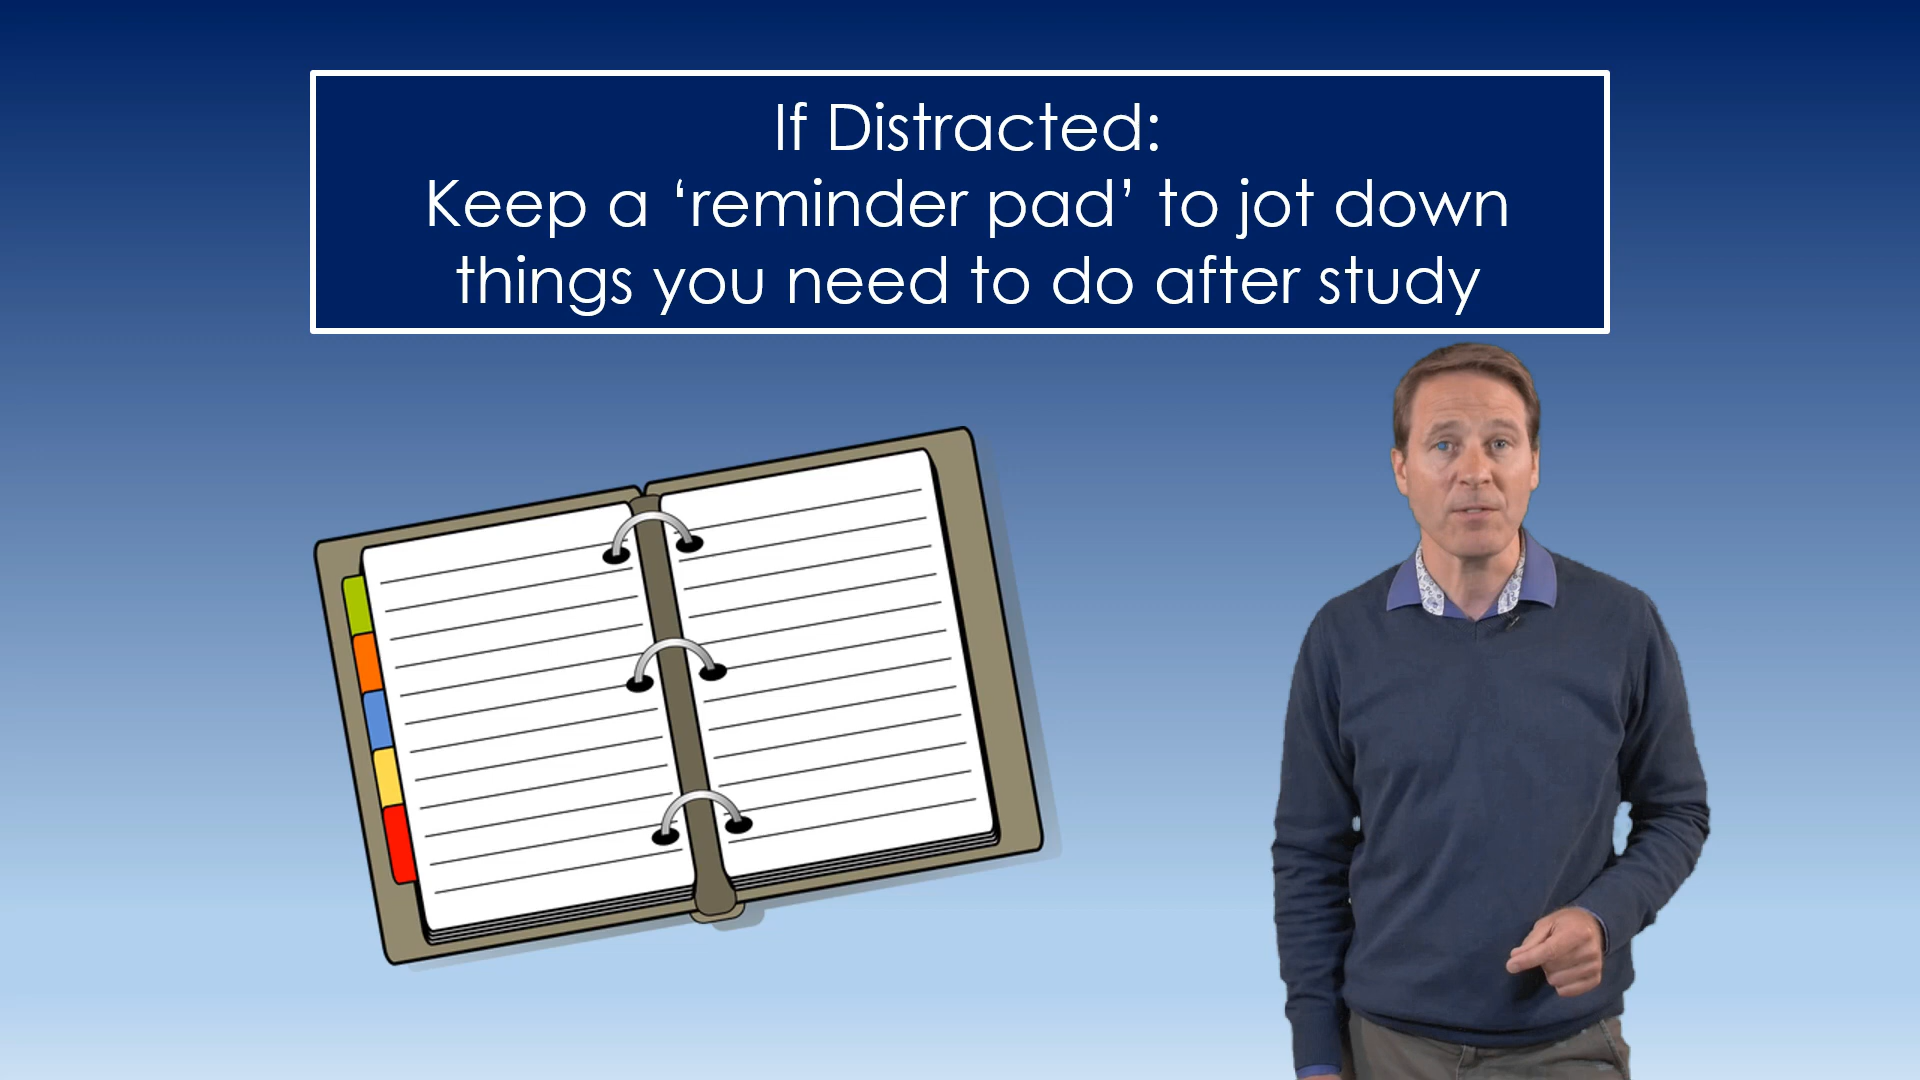 If Distracted:
Keep a ‘reminder pad’ to jot down
things you need to do after study